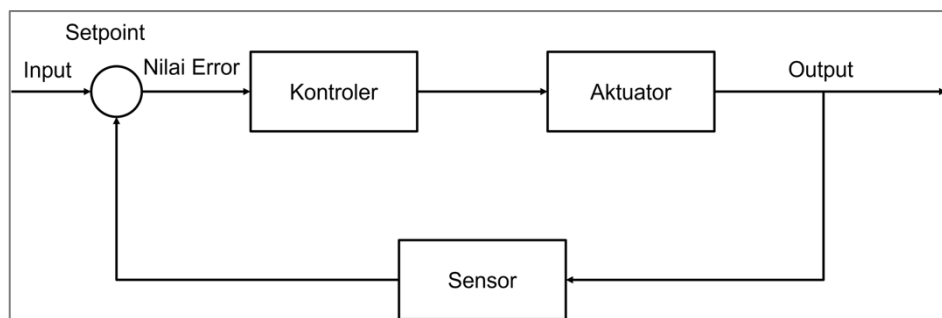 Setpoint
Input
Nilai Error
Kontroler
Aktuator
Output
Sensor